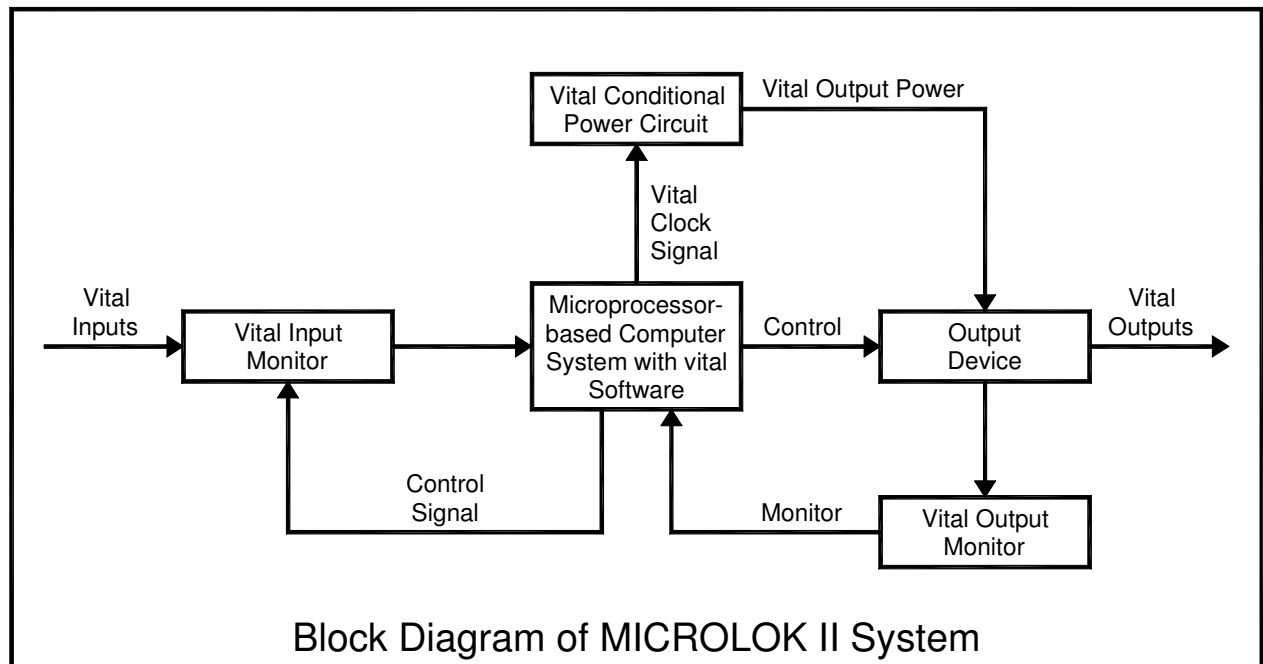 Vital Conditional
Power Circuit
Vital Output Power
Vital
Clock
Signal
Vital
Inputs
Vital Input
Monitor
Microprocessor-
based Computer
System with vital
Software
Control
Output
Device
Vital
Outputs
Control
Signal
Monitor
Vital Output
Monitor
Block Diagram of MICROLOK II System